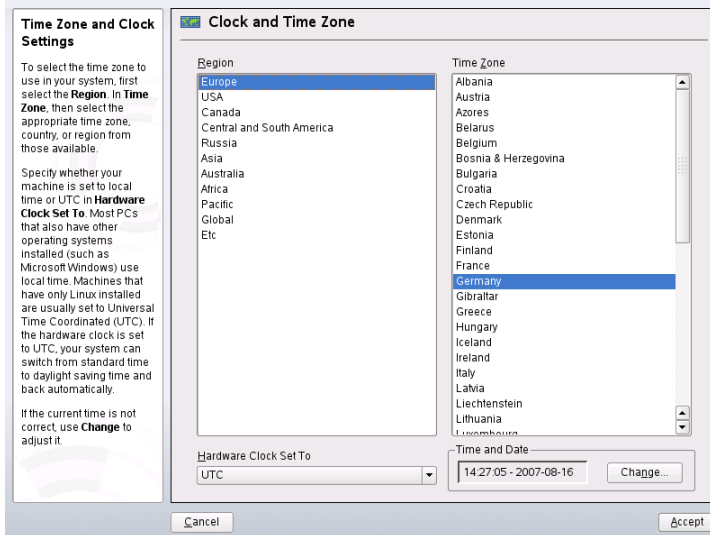 Time Zone and Clock
Settings
To select the time zone to
use in your system, first
select the Region. In Time
Zone, then select the
appropriate time zone,
country, or region from
those available.
Specify whether your
machine is set to local
time or UTC in Hardware
Clock Set To. Most PCs
that also have other
operating systems
installed (such as
Microsoft Windows) use
local time. Machines that
have only Linux installed
are usually set to Universal
Time Coordinated (UTC). If
the hardware clock is set
to UTC, your system can
switch from standard time
to daylight saving time and
back automatically.
If the current time is not
correct, use Change to
adjust it.
Clock and Time Zone
Region
Europe
USA
Canada
Central and South America
Russia
Asia
Australia
Africa
Pacific
Global
Etc
Time Zone
Albania
Austria
Azores
Belarus
Belgium
Bosnia & Herzegovina
Bulgaria
Croatia
Czech Republic
Denmark
Estonia
Finland
France
Germany
Gibraltar
Greece
Hungary
Iceland
Ireland
Italy
Latvia
Liechtenstein
Lithuania
Luxembourg
Hardware Clock Set To
UTC
Time and Date
14:27:05 - 2007-08-16
Change...
Cancel
Accept